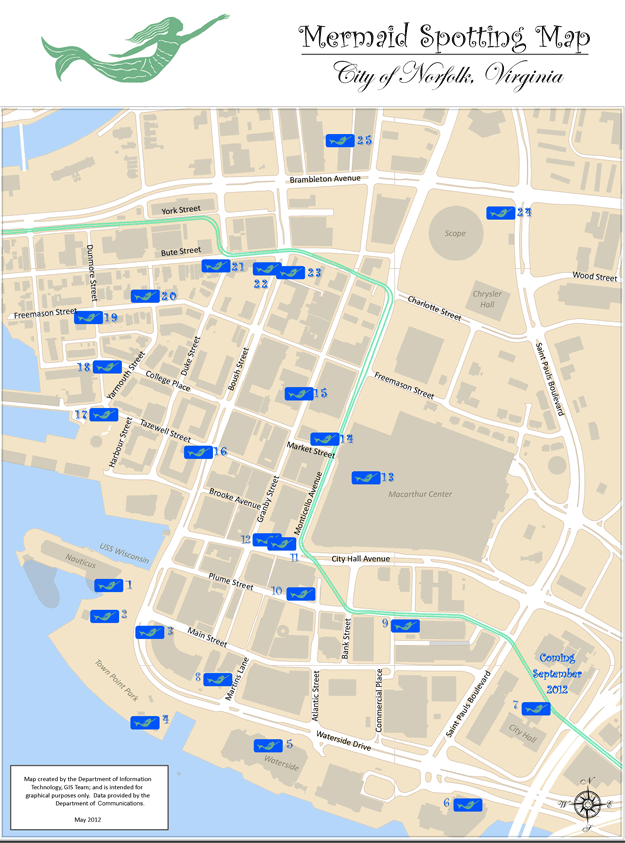 Mermaid Spotting Map
City of Norfolk, Virginia
25
Brambleton Avenue
York Street
24
Scope
Bute Street
Dunmore Street
21
22
23
Wood Street
20
Chrysler
Hall
Charlotte Street
Freemason Street
19
Saint Pauls Boulevard
Duke Street
Boush Street
Yarmouth Street
18
College Place
Freemason Street
15
17
Tazewell Street
Harbour Street
16
14
Market Street
13
Macarthur Center
Granby Street
Monticello Avenue
Brooke Avenue
12
11
USS Wisconsin
Nauticus
City Hall Avenue
1
Plume Street
10
2
3
Main Street
Bank Street
9
Coming
September
2012
Town Point Park
8
Martins Lane
Atlantic Street
Commercial Place
Saint Pauls Boulevard
7
City Hall
4
5
Waterside Drive
Waterside
6
N
W
E
S
Map created by the Department of Information
Technology, GIS Team; and is intended for
graphical purposes only. Data provided by the
Department of Communications.
May 2012